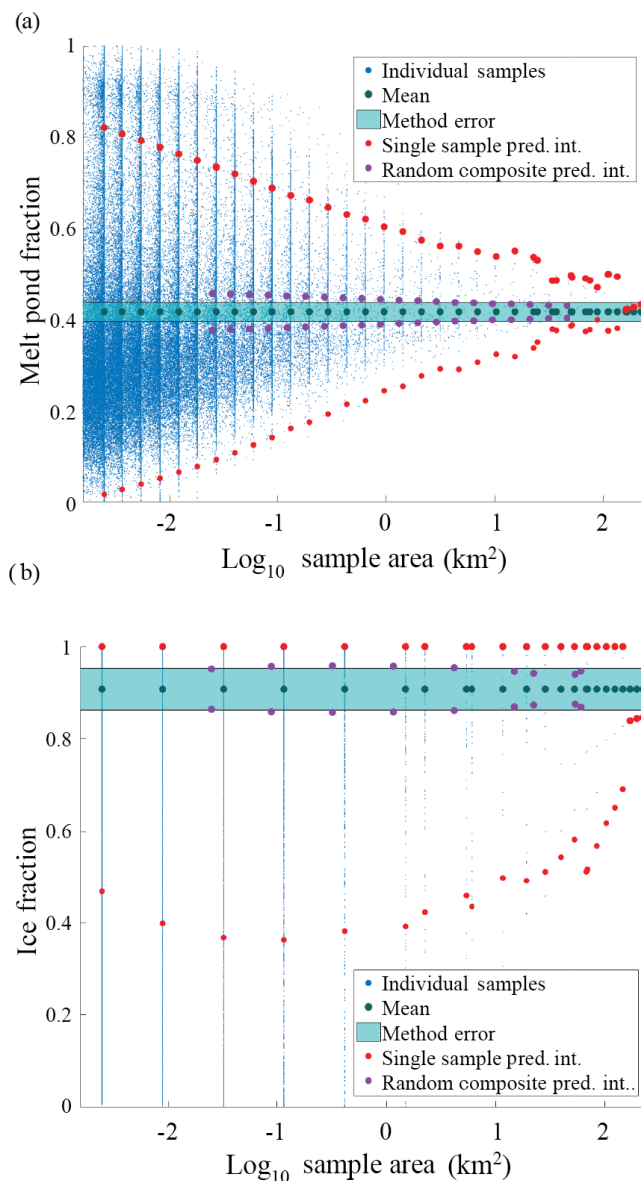 (a)
1
0.8
0.6
0.4
0.2
0
Melt pond fraction
Individual samples
Mean
Method error
Single sample pred. int.
Random composite pred. int.
-2 -1 0 1 2
Log10 sample area (km2)
(b)
1
0.8
0.6
0.4
0.2
0
Ice fraction
Individual samples
Mean
Method error
Single sample pred. int.
Random composite pred. int..
-2 -1 0 1 2
Log10 sample area (km2)